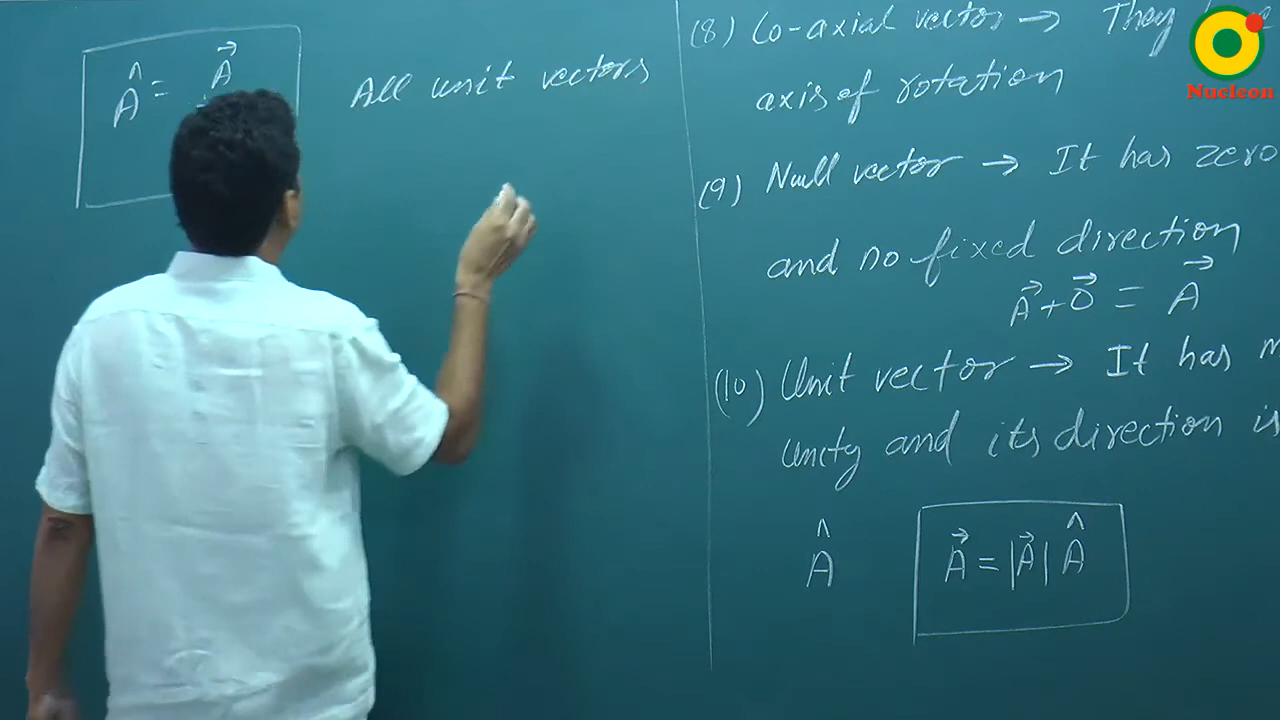 Â = A⃗
All unit vectors
(8) Co-axial vector → They
axis of rotation
(9) Null vector → It has zero
and no fixed direction
A⃗ + 0⃗ = A⃗
(10) Unit vector → It has
Unity and its direction is
Â
A⃗ = |A⃗| Â
Nucleon